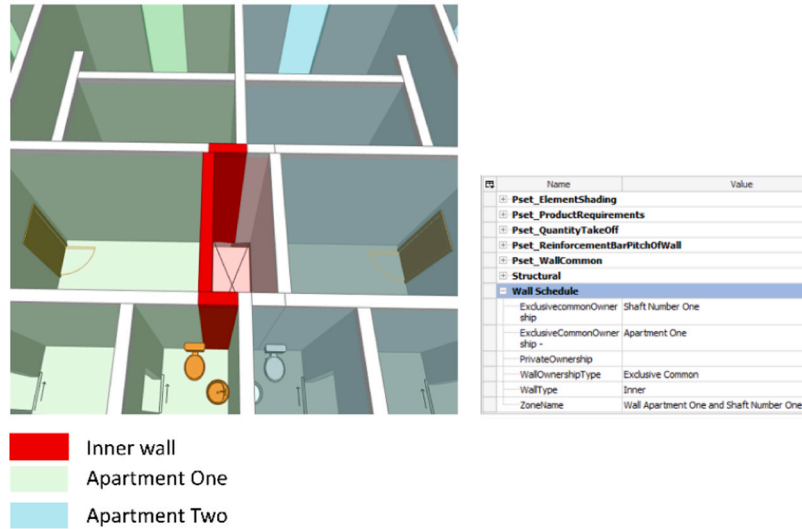 Name Value
Pset_ElementShading
Pset_ProductRequirements
Pset_QuantityTakeOff
Pset_ReinforcementBarPitchOfWall
Pset_WallCommon
Structural
Wall Schedule
ExclusivecommonOwner Shaft Number One
ship
ExclusiveCommonOwner Apartment One
ship -
PrivateOwnership
WallOwnershipType Exclusive Common
WallType Inner
ZoneName Wall Apartment One and Shaft Number One
Inner wall
Apartment One
Apartment Two